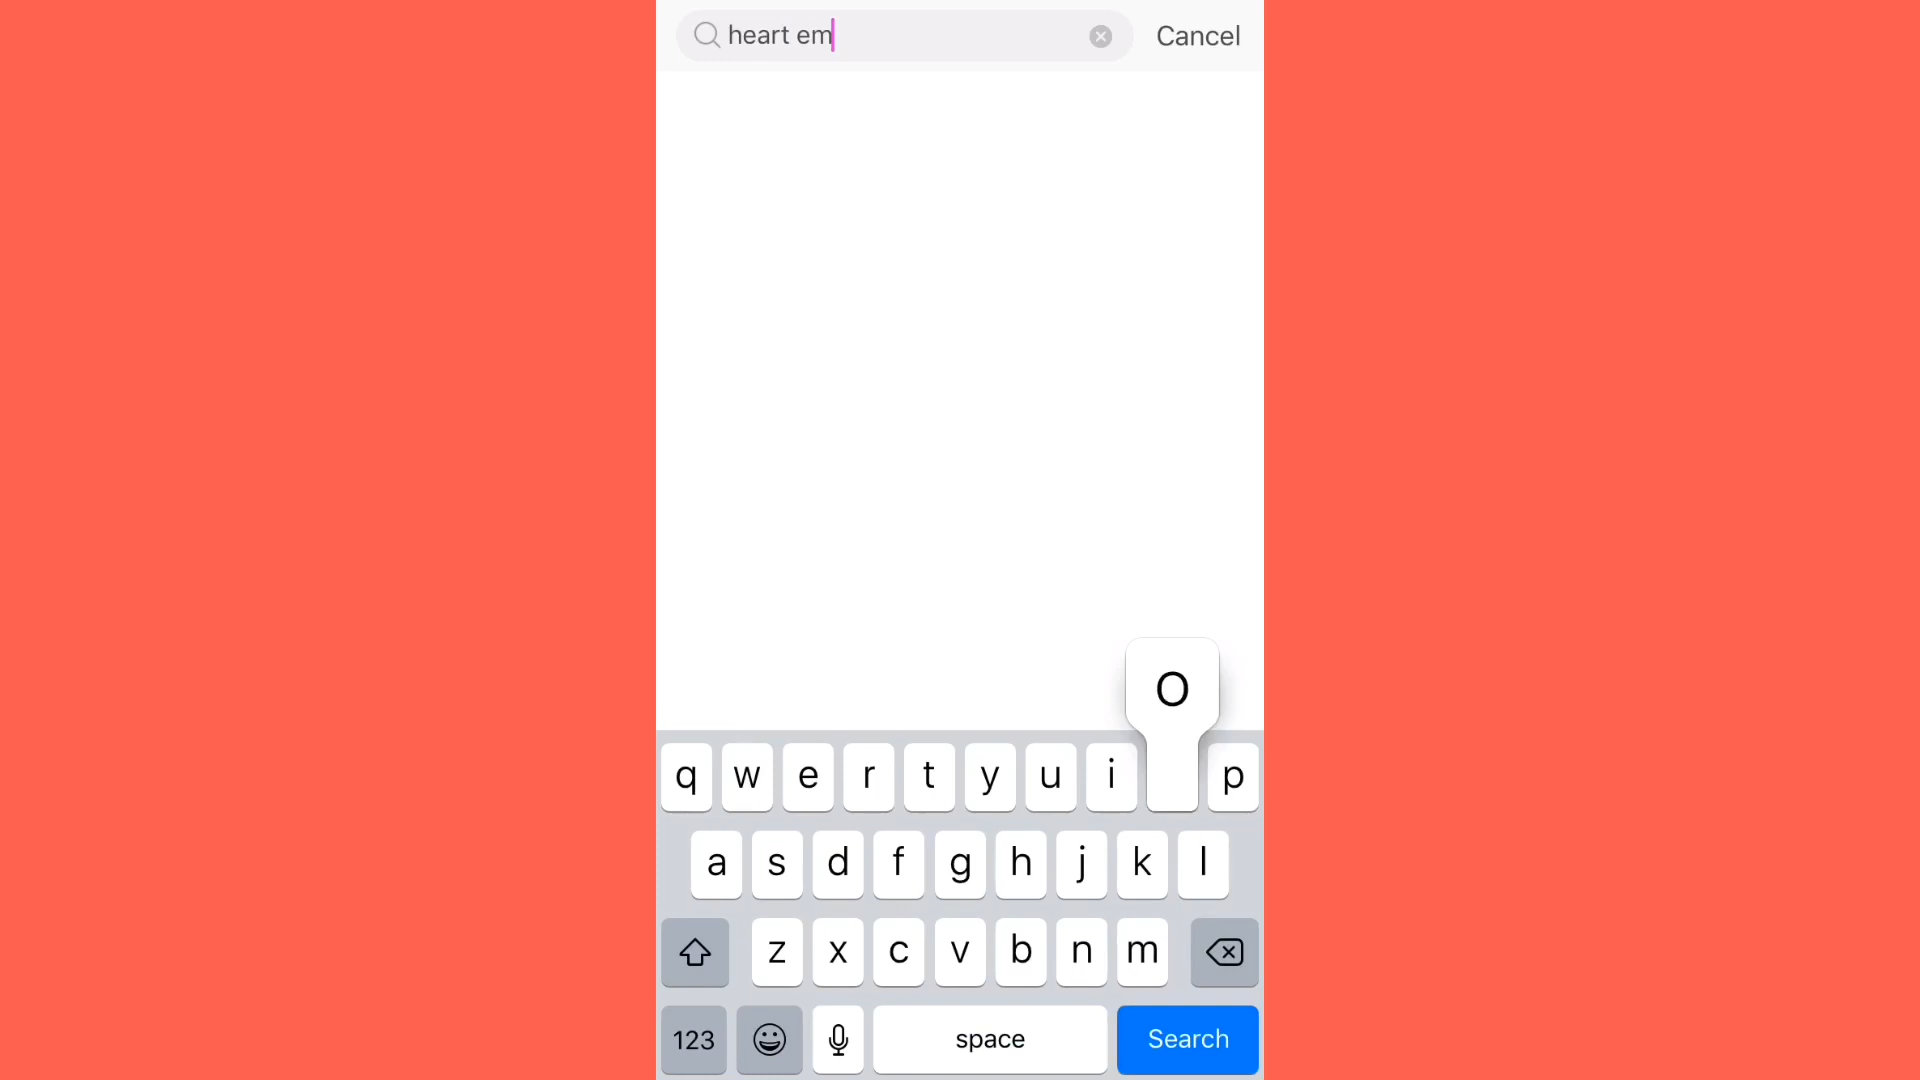 heart em
Cancel
O
q w e r t y u i p
a s d f g h j k l
z x c v b n m
123 space Search